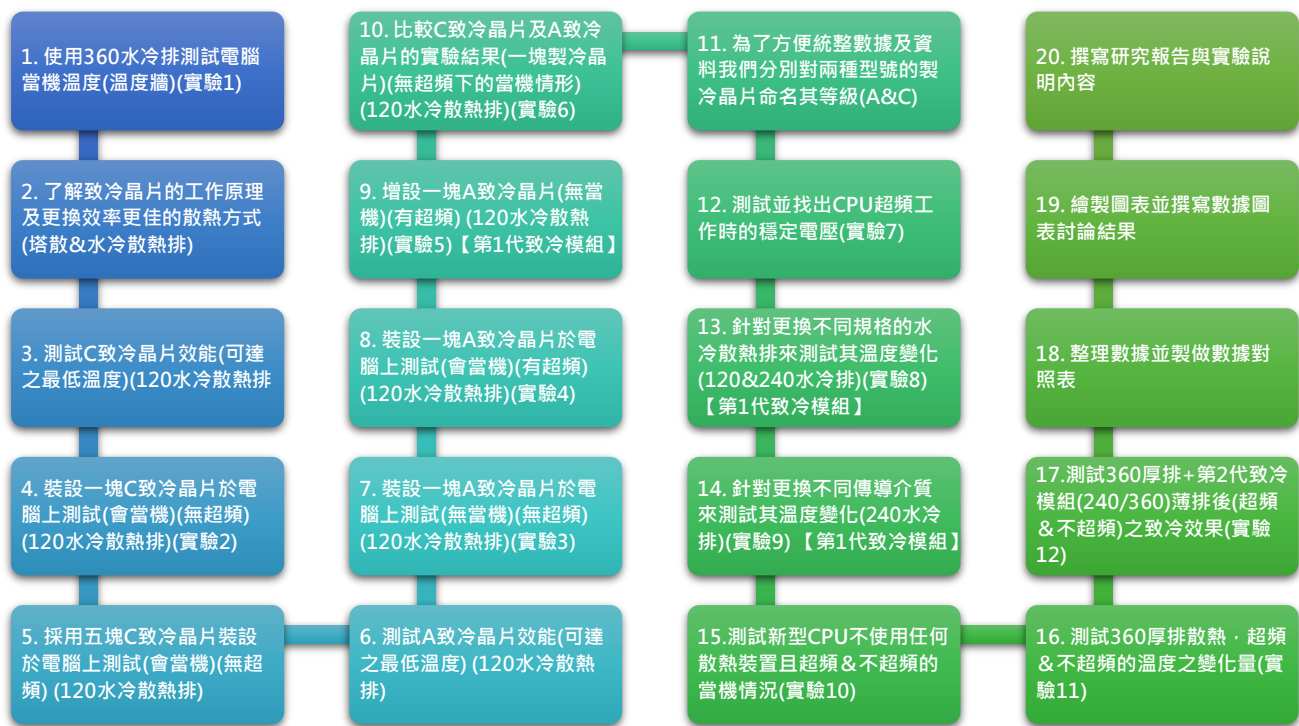 1. 使用360水冷排測試電腦
當機溫度(溫度牆)(實驗1)
2. 了解致冷晶片的工作原理
及更換效率更佳的散熱方式
(塔散&水冷散熱排)
3. 測試C致冷晶片效能(可達
之最低溫度)(120水冷散熱排
4. 裝設一塊C致冷晶片於電
腦上測試(會當機)(無超頻)
(120水冷散熱排)(實驗2)
5. 採用五塊C致冷晶片裝設
於電腦上測試(會當機)(無超
頻) (120水冷散熱排)
6. 測試A致冷晶片效能(可達
之最低溫度) (120水冷散熱
排)
7. 裝設一塊A致冷晶片於電
腦上測試(無當機)(無超頻)
(120水冷散熱排)(實驗3)
8. 裝設一塊A致冷晶片於電
腦上測試(會當機)(有超頻)
(120水冷散熱排)(實驗4)
9. 增設一塊A致冷晶片(無當
機)(有超頻) (120水冷散熱
排)(實驗5)【第1代致冷模組】
10. 比較C致冷晶片及A致冷
晶片的實驗結果(一塊製冷晶
片)(無超頻下的當機情形)
(120水冷散熱排)(實驗6)
11. 為了方便統整數據及資
料我們分別對兩種型號的製
冷晶片命名其等級(A&C)
12. 測試並找出CPU超頻工
作時的穩定電壓(實驗7)
13. 針對更換不同規格的水
冷散熱排來測試其溫度變化
(120&240水冷排)(實驗8)
【第1代致冷模組】
14. 針對更換不同傳導介質
來測試其溫度變化(240水冷
排)(實驗9) 【第1代致冷模組】
15.測試新型CPU不使用任何
散熱裝置且超頻＆不超頻的
當機情況(實驗10)
16. 測試360厚排散熱，超頻
＆不超頻的溫度之變化量(實
驗11)
17.測試360厚排+第2代致冷
模組(240/360)薄排後(超頻
＆不超頻)之致冷效果(實驗
12)
18. 整理數據並製做數據對
照表
19. 繪製圖表並撰寫數據圖
表討論結果
20. 撰寫研究報告與實驗說
明內容